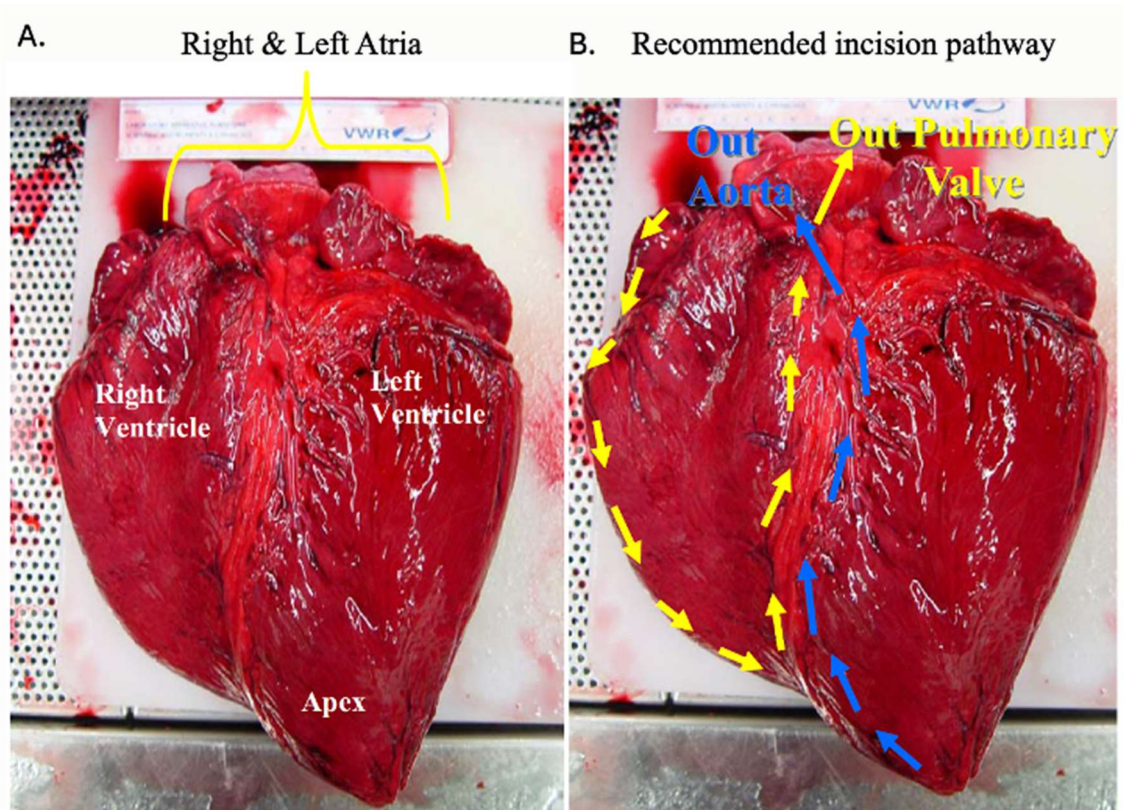 A.
Right & Left Atria
VWR
Right
Ventricle
Left
Ventricle
Apex
B.
Recommended incision pathway
VWR
Out
Aorta
Out Pulmonary
Valve